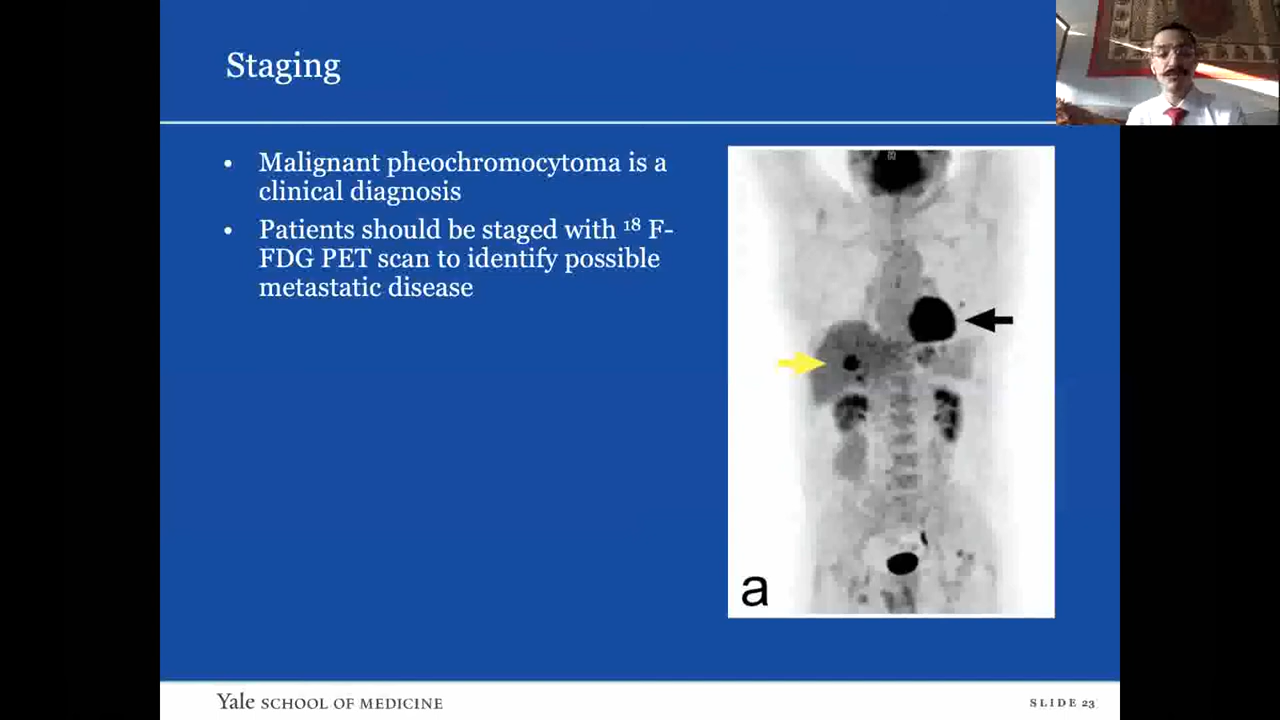 Staging
• Malignant pheochromocytoma is a
clinical diagnosis
• Patients should be staged with ¹⁸ F-
FDG PET scan to identify possible
metastatic disease
a
Yale SCHOOL OF MEDICINE
SLIDE 23